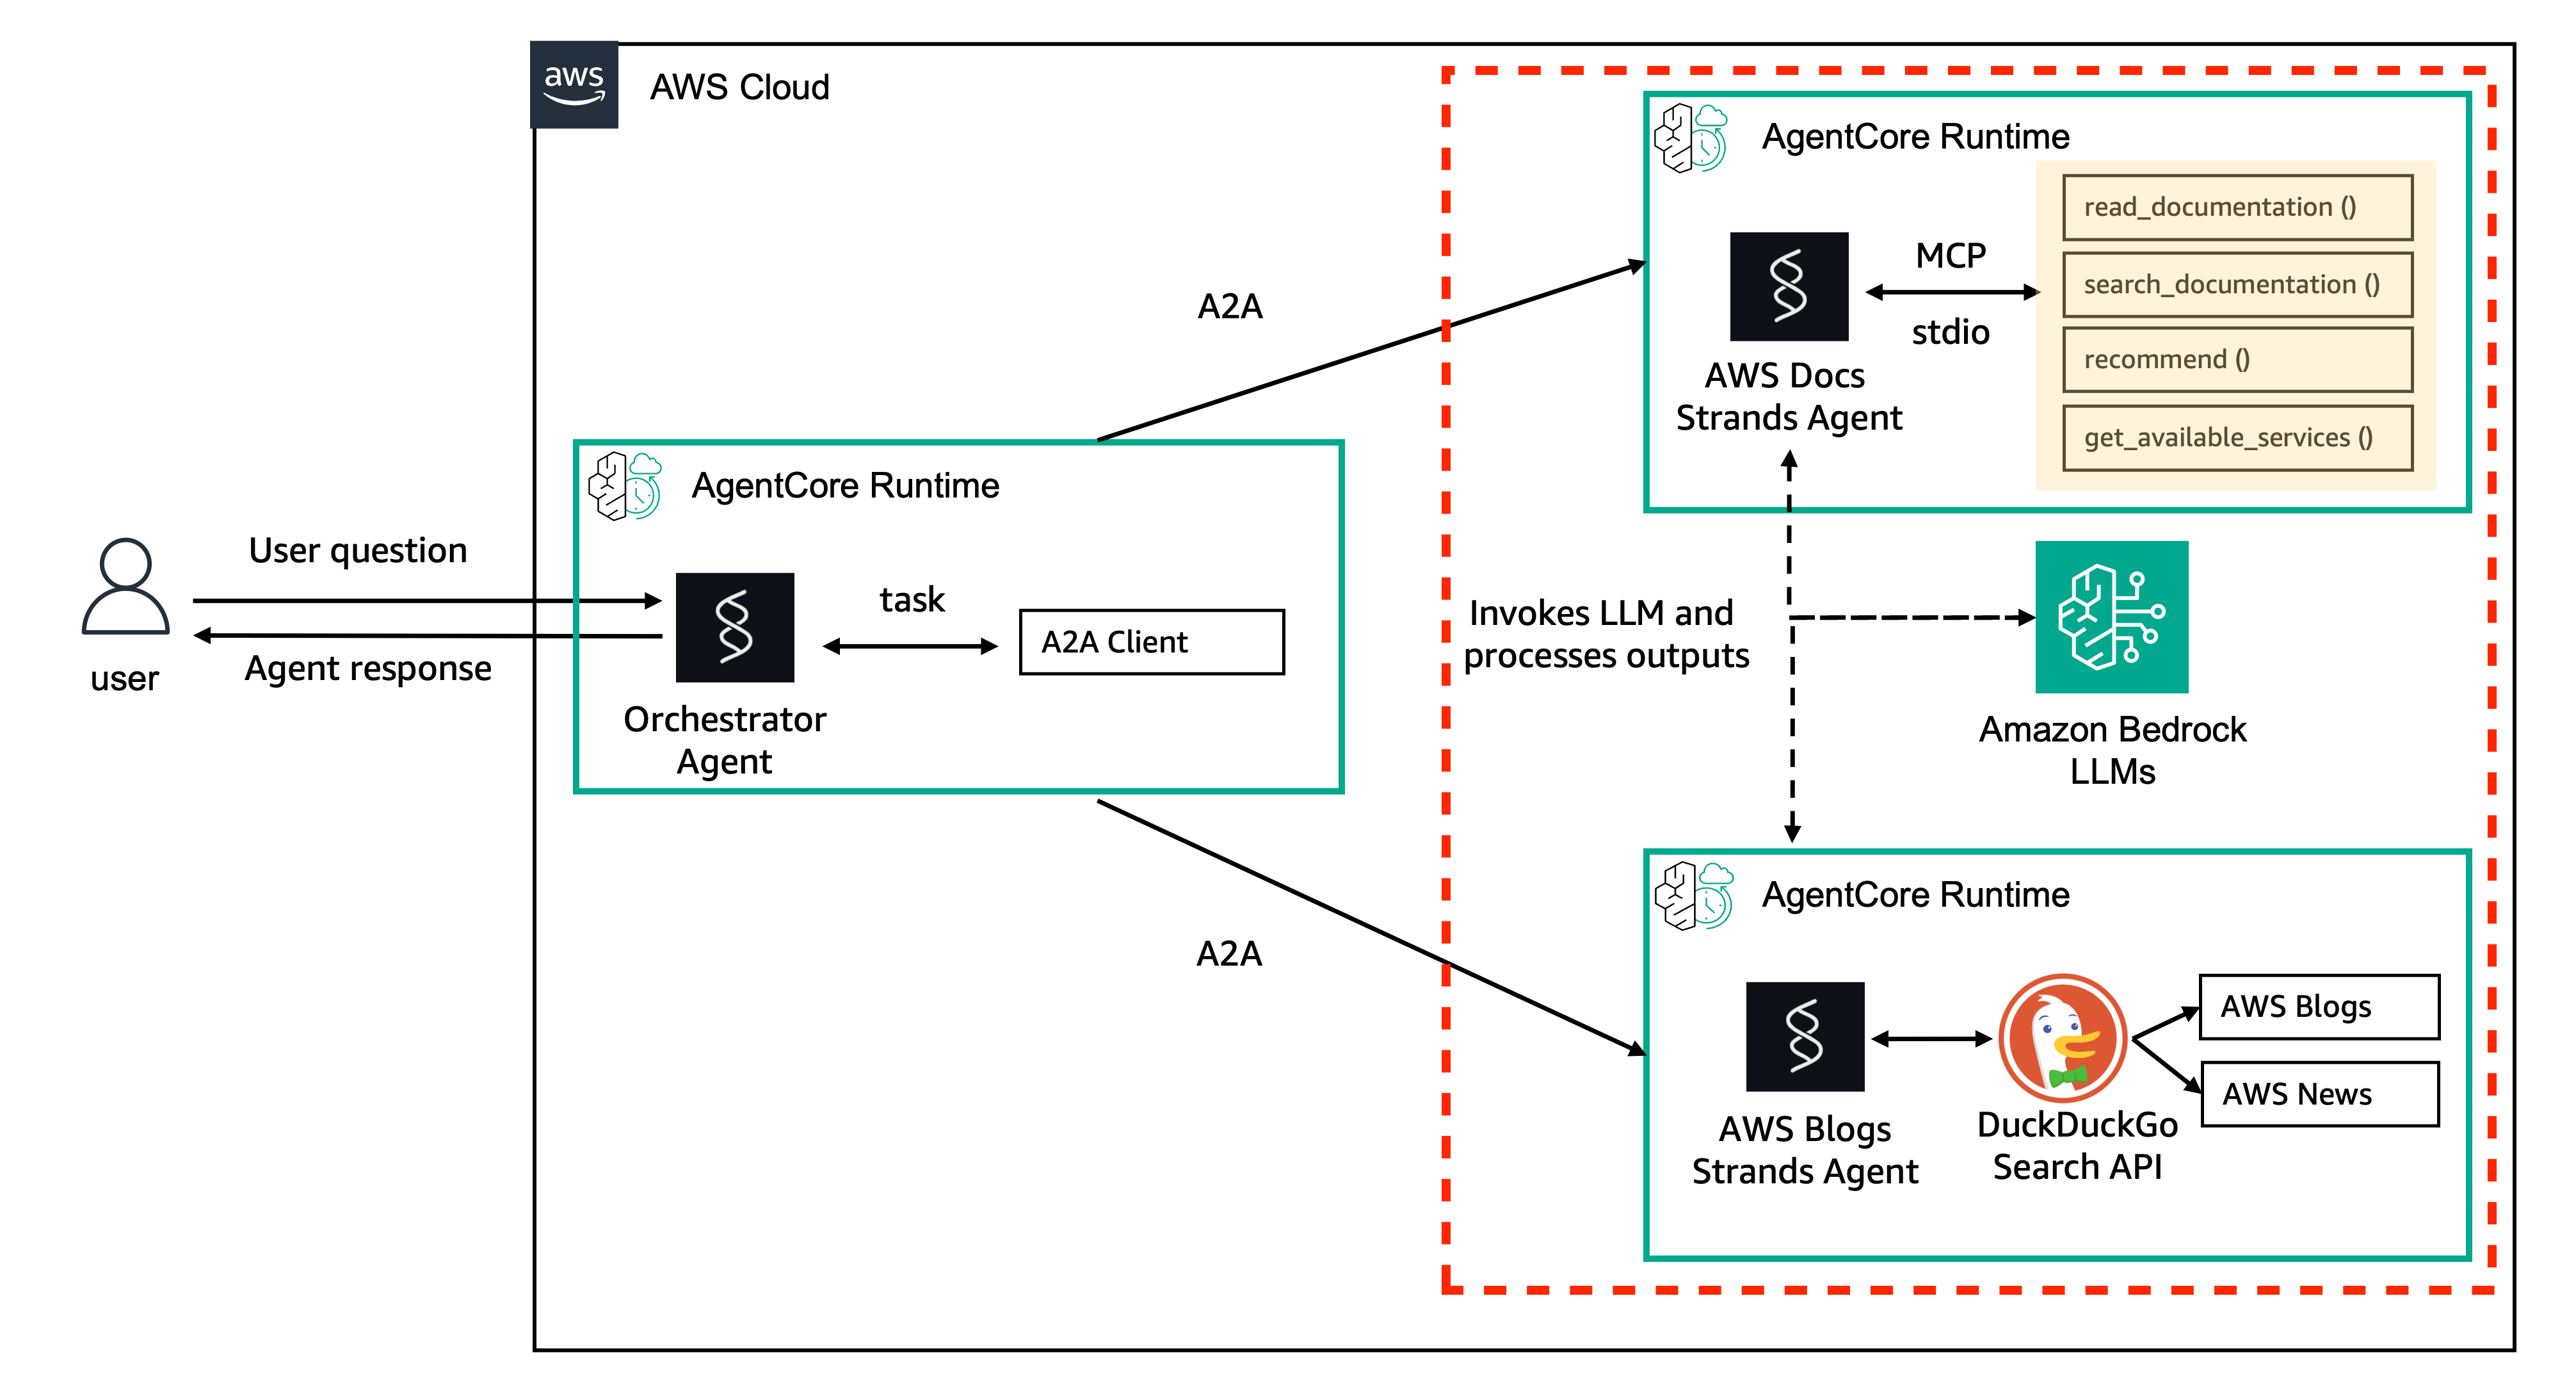 aws
AWS Cloud
AgentCore Runtime
read_documentation ()
search_documentation ()
recommend ()
get_available_services ()
MCP
stdio
AWS Docs
Strands Agent
A2A
AgentCore Runtime
User question
Agent response
user
task
A2A Client
Orchestrator
Agent
Invokes LLM and
processes outputs
Amazon Bedrock
LLMs
A2A
AgentCore Runtime
AWS Blogs
Strands Agent
DuckDuckGo
Search API
AWS Blogs
AWS News